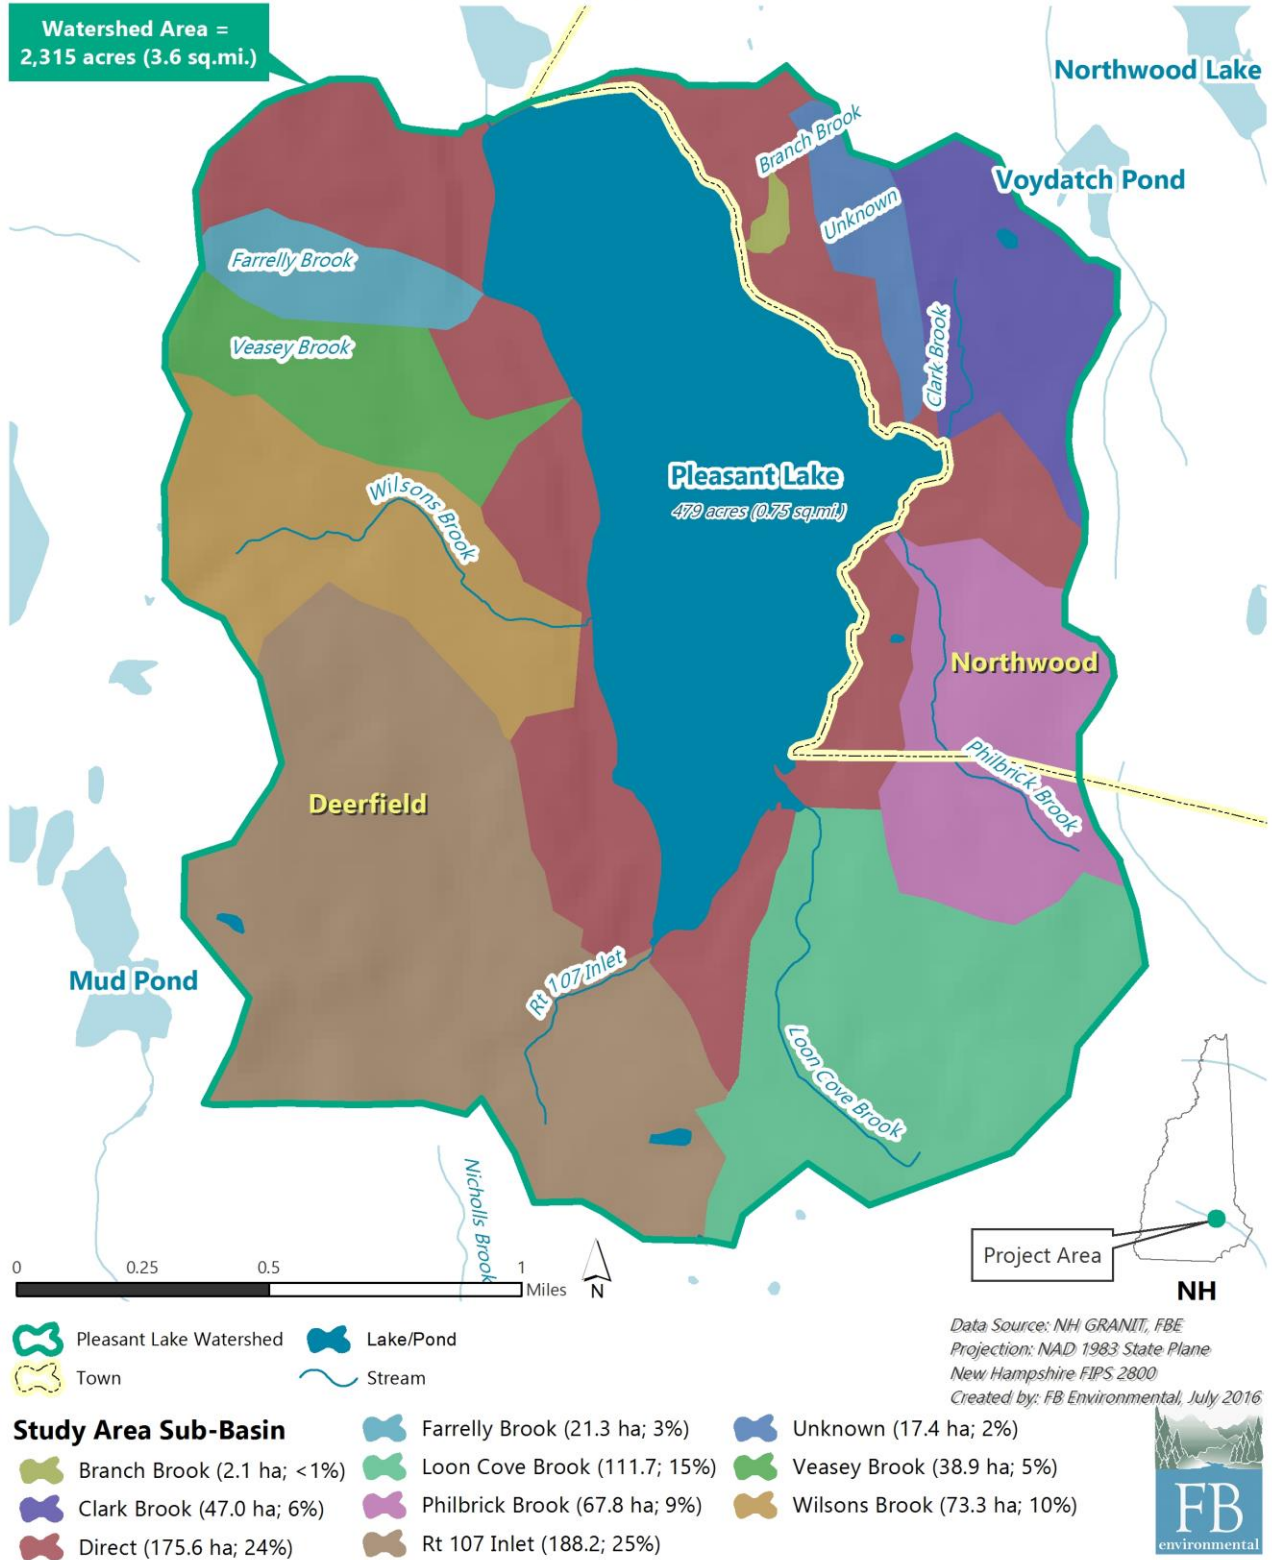 Watershed Area =
2,315 acres (3.6 sq.mi.)
Northwood Lake
Branch Brook
Voydatch Pond
Unknown
Farrelly Brook
Veasey Brook
Clark Brook
Pleasant Lake
479 acres (0.75 sq.mi.)
Wilsons Brook
Northwood
Philbrick Brook
Deerfield
Mud Pond
Rt 107 Inlet
Loon Cove Brook
Nicholls Brook
Project Area
NH
0 0.25 0.5 1
Miles
N
Pleasant Lake Watershed
Lake/Pond
Town
Stream
Data Source: NH GRANIT, FBE
Projection: NAD 1983 State Plane
New Hampshire FIPS 2800
Created by: FB Environmental, July 2016
Study Area Sub-Basin
Branch Brook (2.1 ha; <1%)
Clark Brook (47.0 ha; 6%)
Direct (175.6 ha; 24%)
Farrelly Brook (21.3 ha; 3%)
Loon Cove Brook (111.7; 15%)
Philbrick Brook (67.8 ha; 9%)
Rt 107 Inlet (188.2; 25%)
Unknown (17.4 ha; 2%)
Veasey Brook (38.9 ha; 5%)
Wilsons Brook (73.3 ha; 10%)
FB
environmental